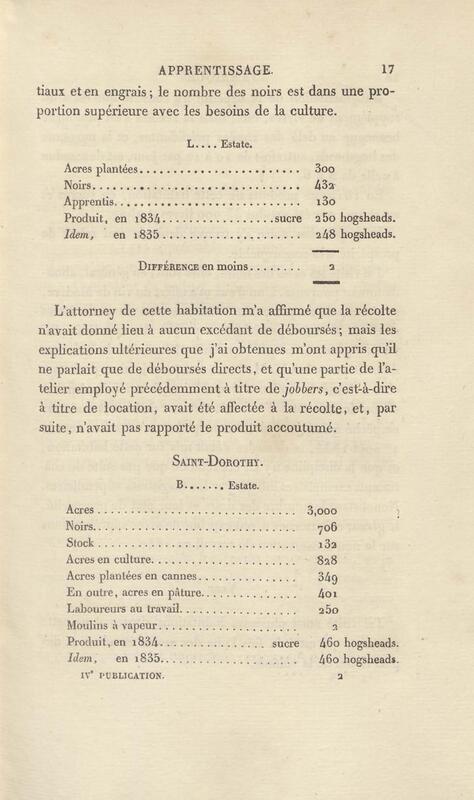 APPRENTISSAGE. 17
tiaux et en engrais; le nombre des noirs est dans une pro-
portion supérieure avec les besoins de la culture.
L.... Estate.
Acres plantées........................ 300
Noirs.............................. 432
Apprentis.......................... 130
Produit, en 1834...................sucre 250 hogsheads.
Idem, en 1835..................... 248 hogsheads.
DIFFÉRENCE en moins........ 2
L'attorney de cette habitation m'a affirmé que la récolte
n'avait donné lieu à aucun excédant de déboursés; mais les
explications ultérieures que j'ai obtenues m'ont appris qu'il
ne parlait que de déboursés directs, et qu'une partie de l'a-
telier employé précédemment à titre de jobbers, c'est-à-dire
à titre de location, avait été affectée à la récolte, et, par
suite, n'avait pas rapporté le produit accoutumé.
SAINT-DOROTHY.
B....... Estate.
Acres............................. 3,000
Noirs.............................. 706
Stock............................. 132
Acres en culture..................... 828
Acres plantées en cannes.............. 349
En outre, acres en pâture.............. 401
Laboureurs au travail................. 250
Moulins à vapeur.................... 2
Produit, en 1834.................... sucre 460 hogsheads.
Idem, en 1835.................... 460 hogsheads.
IVe PUBLICATION. 2